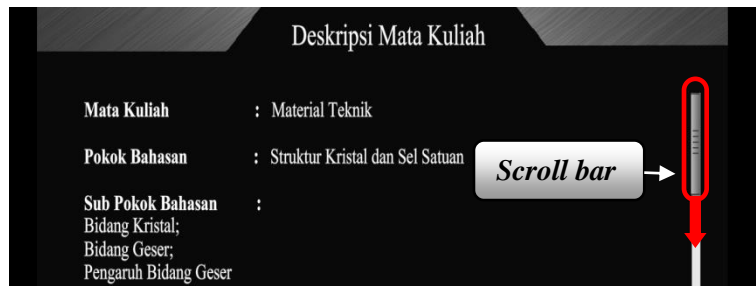 Deskripsi Mata Kuliah
Mata Kuliah : Material Teknik
Pokok Bahasan : Struktur Kristal dan Sel Satuan
Scroll bar
Sub Pokok Bahasan :
Bidang Kristal;
Bidang Geser;
Pengaruh Bidang Geser